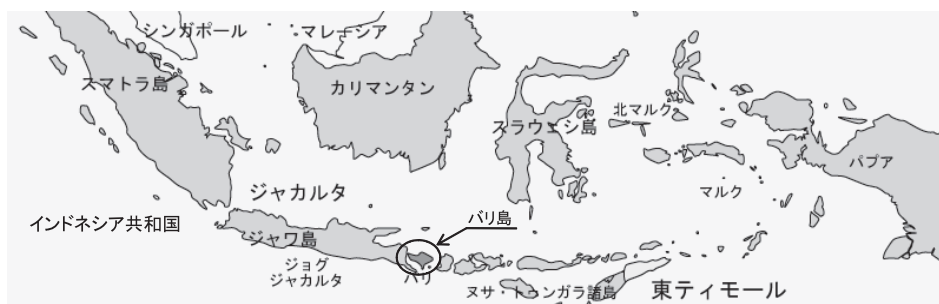 シンガポール
マレーシア
スマトラ島
カリマンタン
スラウェシ島
北マルク
パプア
マルク
ジャカルタ
インドネシア共和国
バリ島
ジャワ島
ジョグ
ジャカルタ
バリ
ヌサ・トゥンガラ諸島
東ティモール